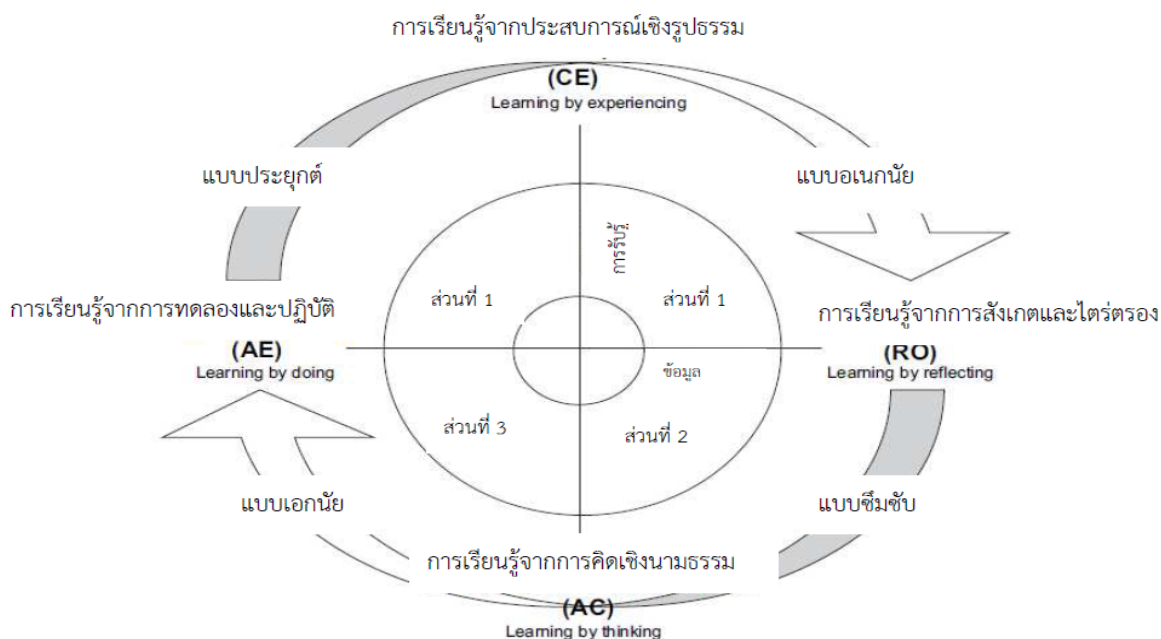 การเรียนรู้จากประสบการณ์เชิงรูปธรรม
(CE)
Learning by experiencing
แบบประยุกต์
แบบอเนกนัย
การรับรู้
ส่วนที่ 1
ส่วนที่ 1
การเรียนรู้จากการทดลองและปฏิบัติ
(AE)
Learning by doing
การเรียนรู้จากการสังเกตและไตร่ตรอง
(RO)
Learning by reflecting
ข้อมูล
ส่วนที่ 3
ส่วนที่ 2
แบบเอกนัย
แบบซึมซับ
การเรียนรู้จากการคิดเชิงนามธรรม
(AC)
Learning by thinking